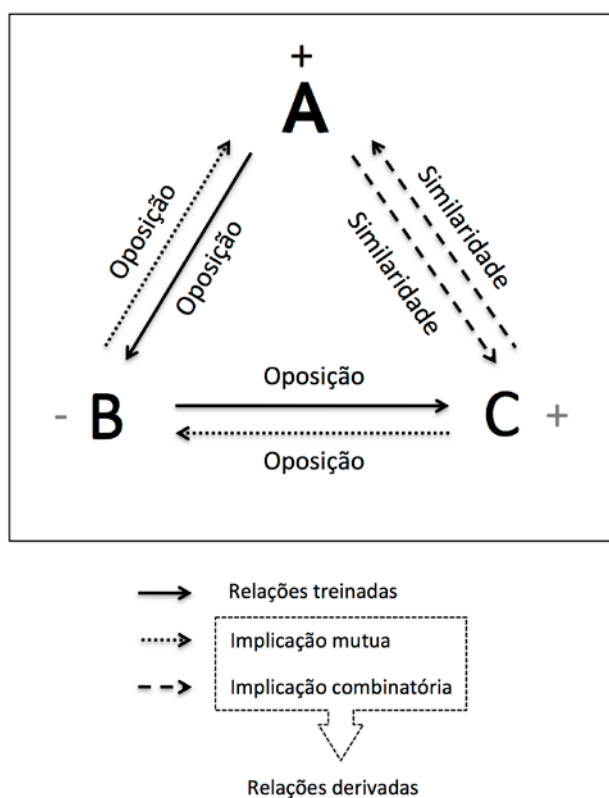 +
A
Oposição
Oposição
Similaridade
Similaridade
Oposição
- B
C +
Oposição
Relações treinadas
Implicação mutua
Implicação combinatória
Relações derivadas